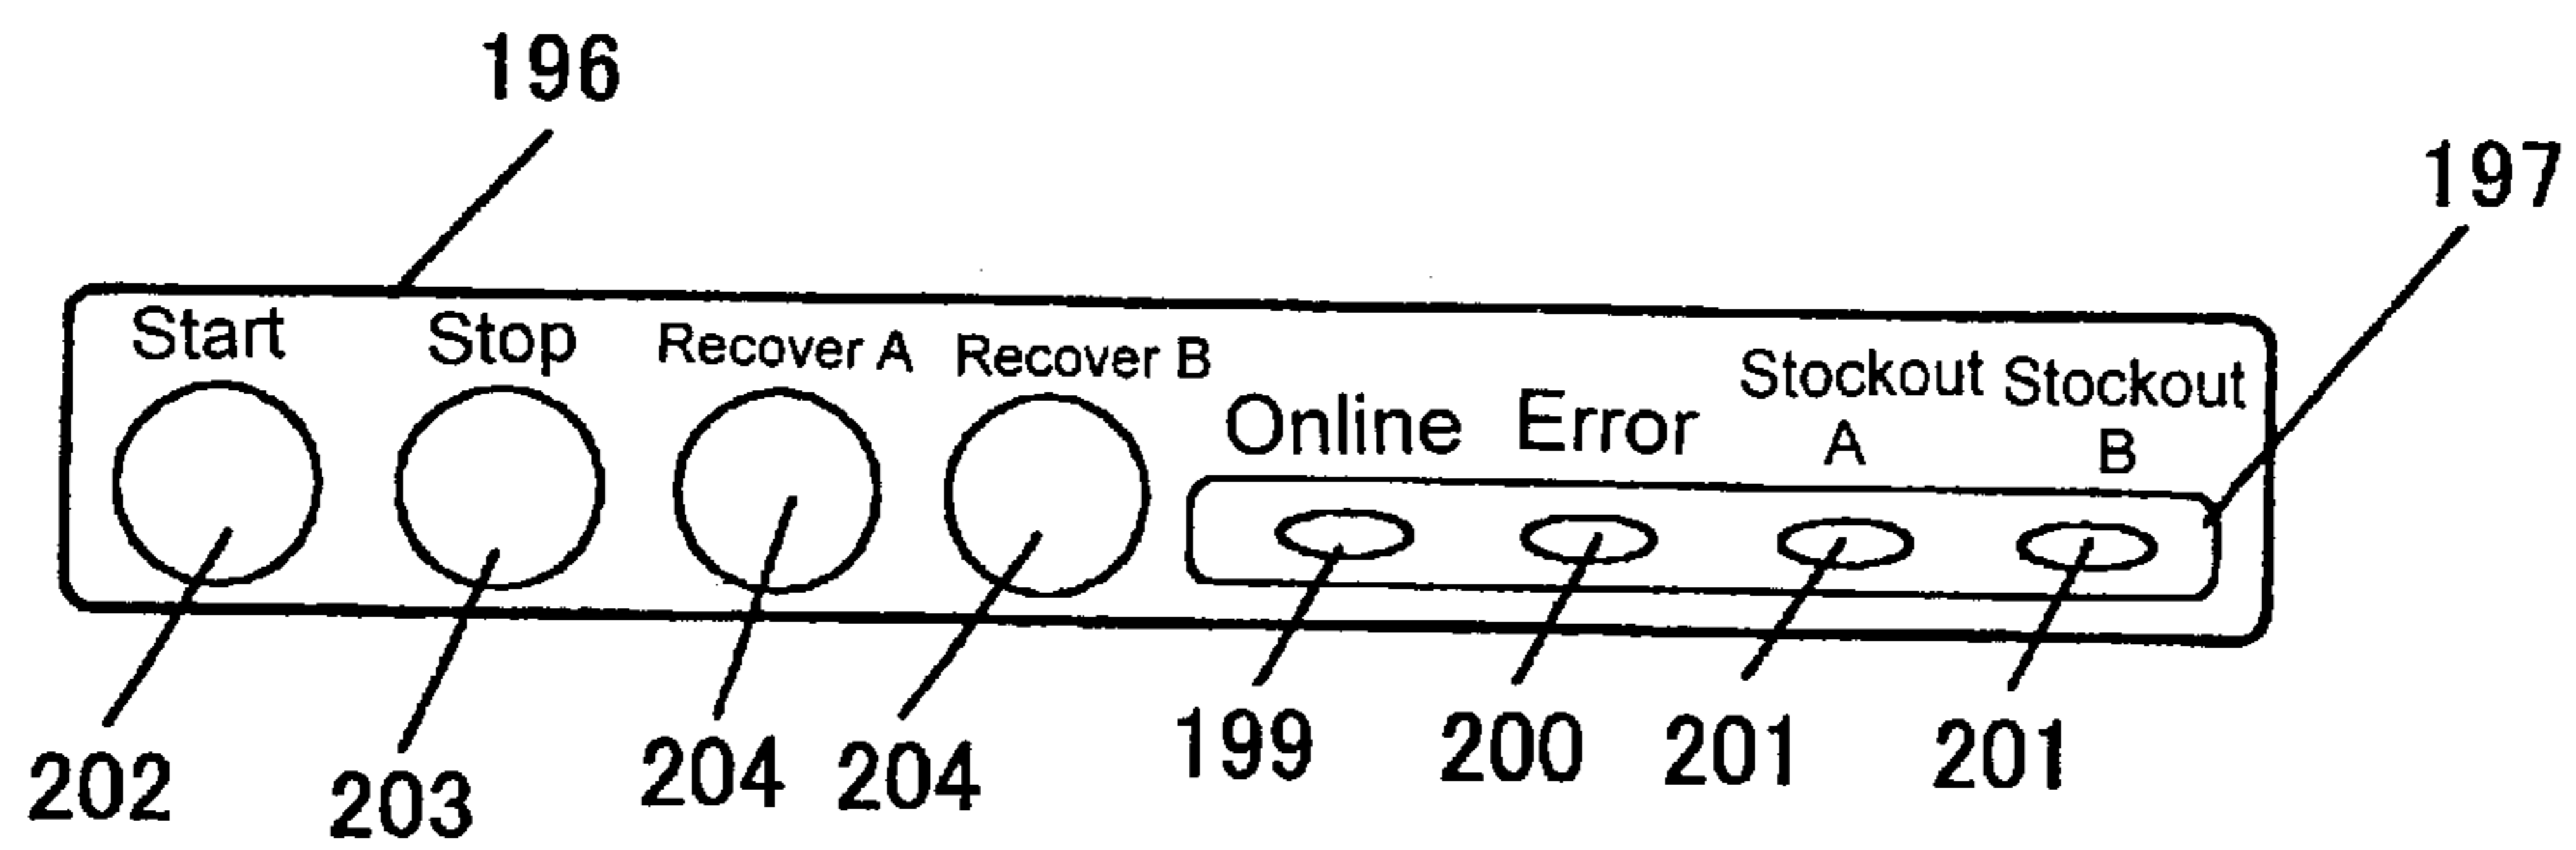 196
197
Start Stop Recover A Recover B Online Error Stockout A Stockout B
202 203 204 204 199 200 201 201